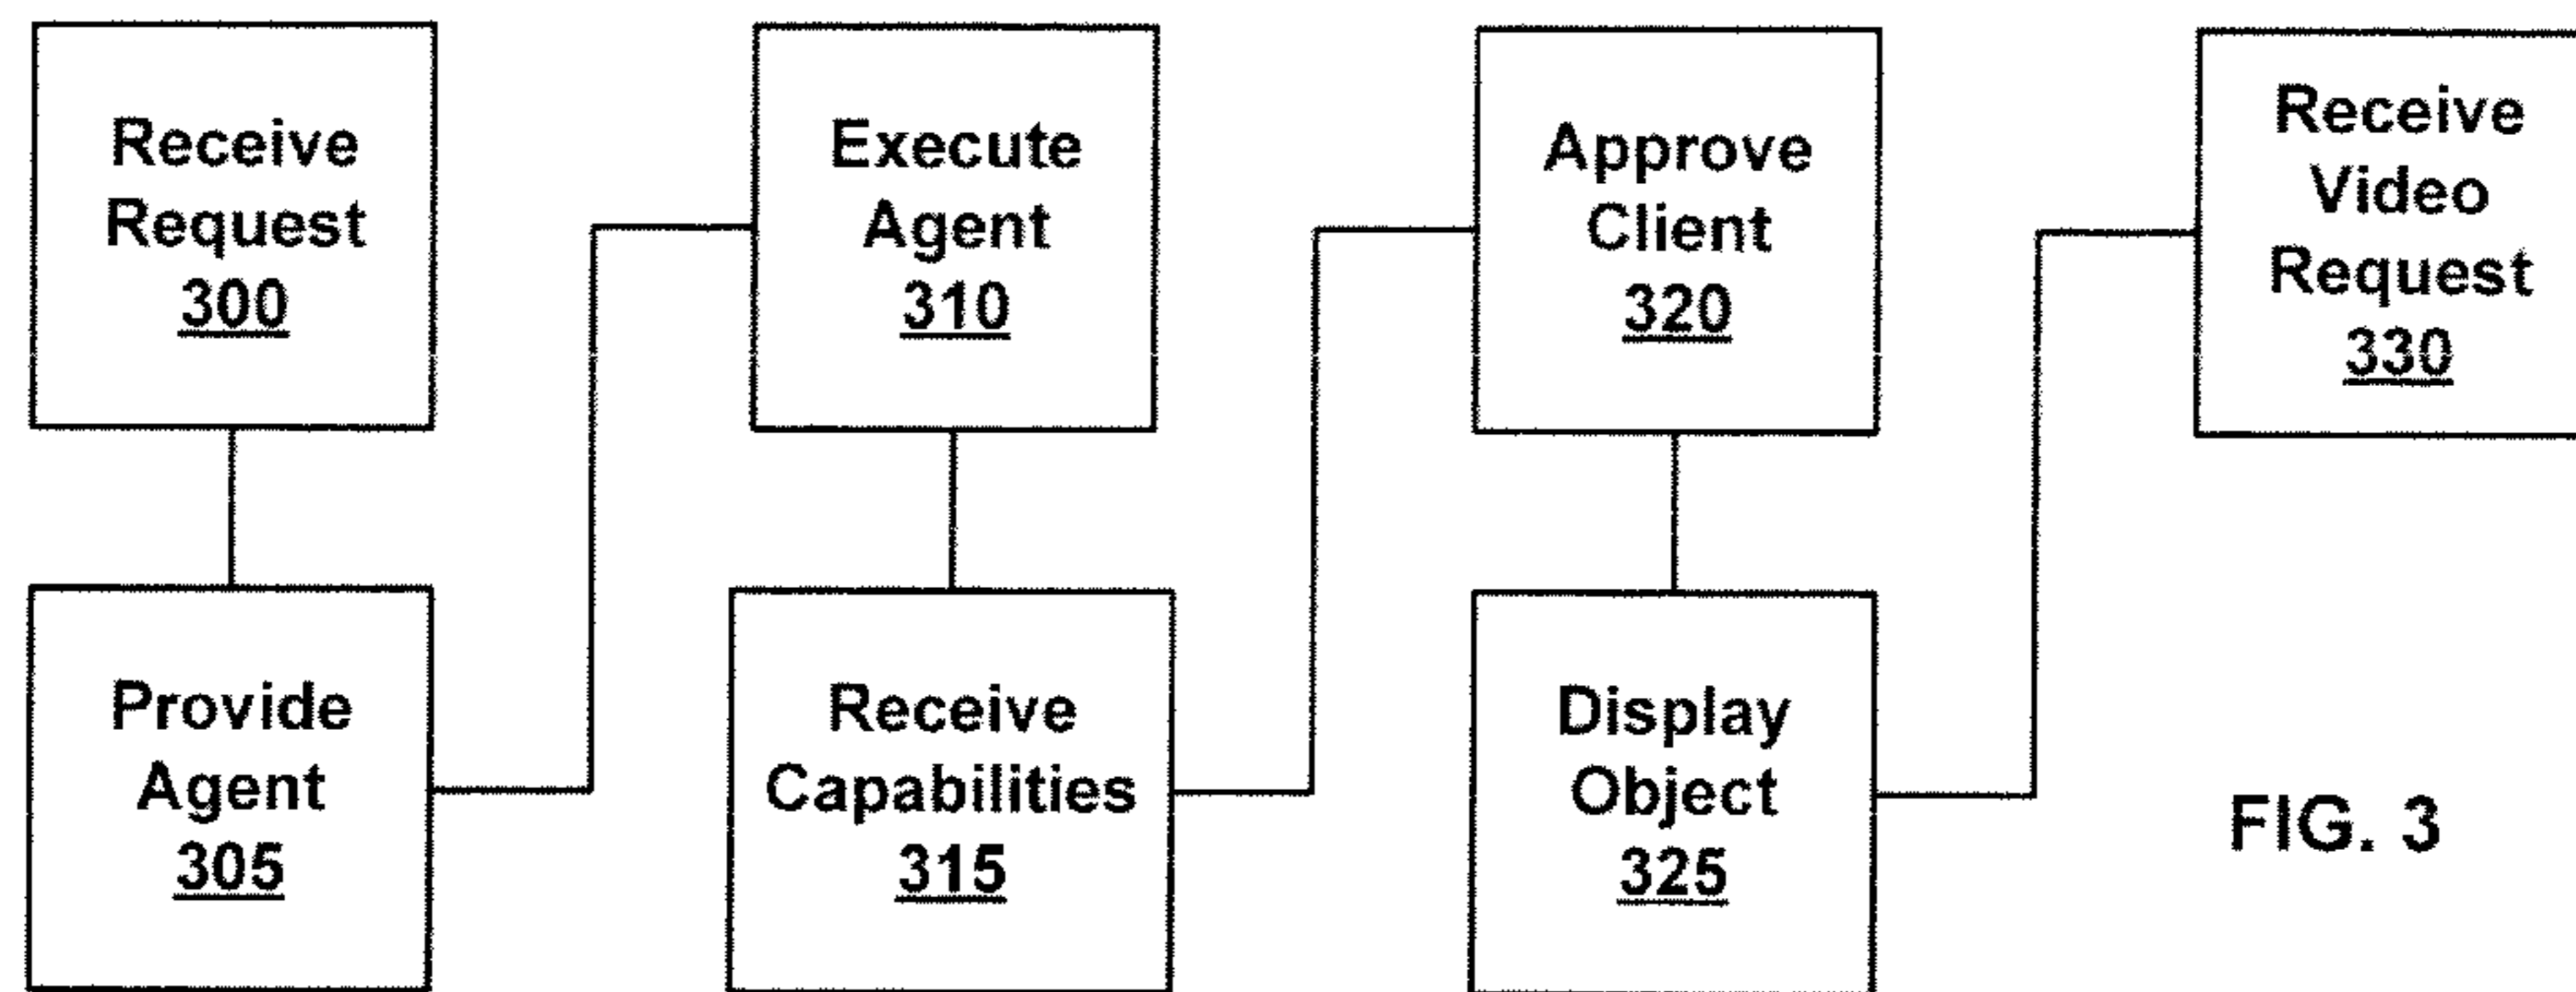 Receive
Request
300
Provide
Agent
305
Execute
Agent
310
Receive
Capabilities
315
Approve
Client
320
Display
Object
325
Receive
Video
Request
330
FIG. 3